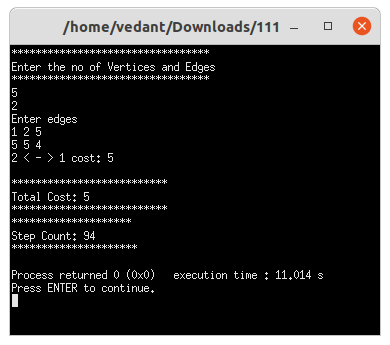 /home/vedant/Downloads/111
*********************************
Enter the no of Vertices and Edges
*********************************
5
2
Enter edges
1 2 5
5 5 4
2 < - > 1 cost: 5
**************************
Total Cost: 5
**************************
********************
Step Count: 94
*********************
Process returned 0 (0x0)   execution time : 11.014 s
Press ENTER to continue.